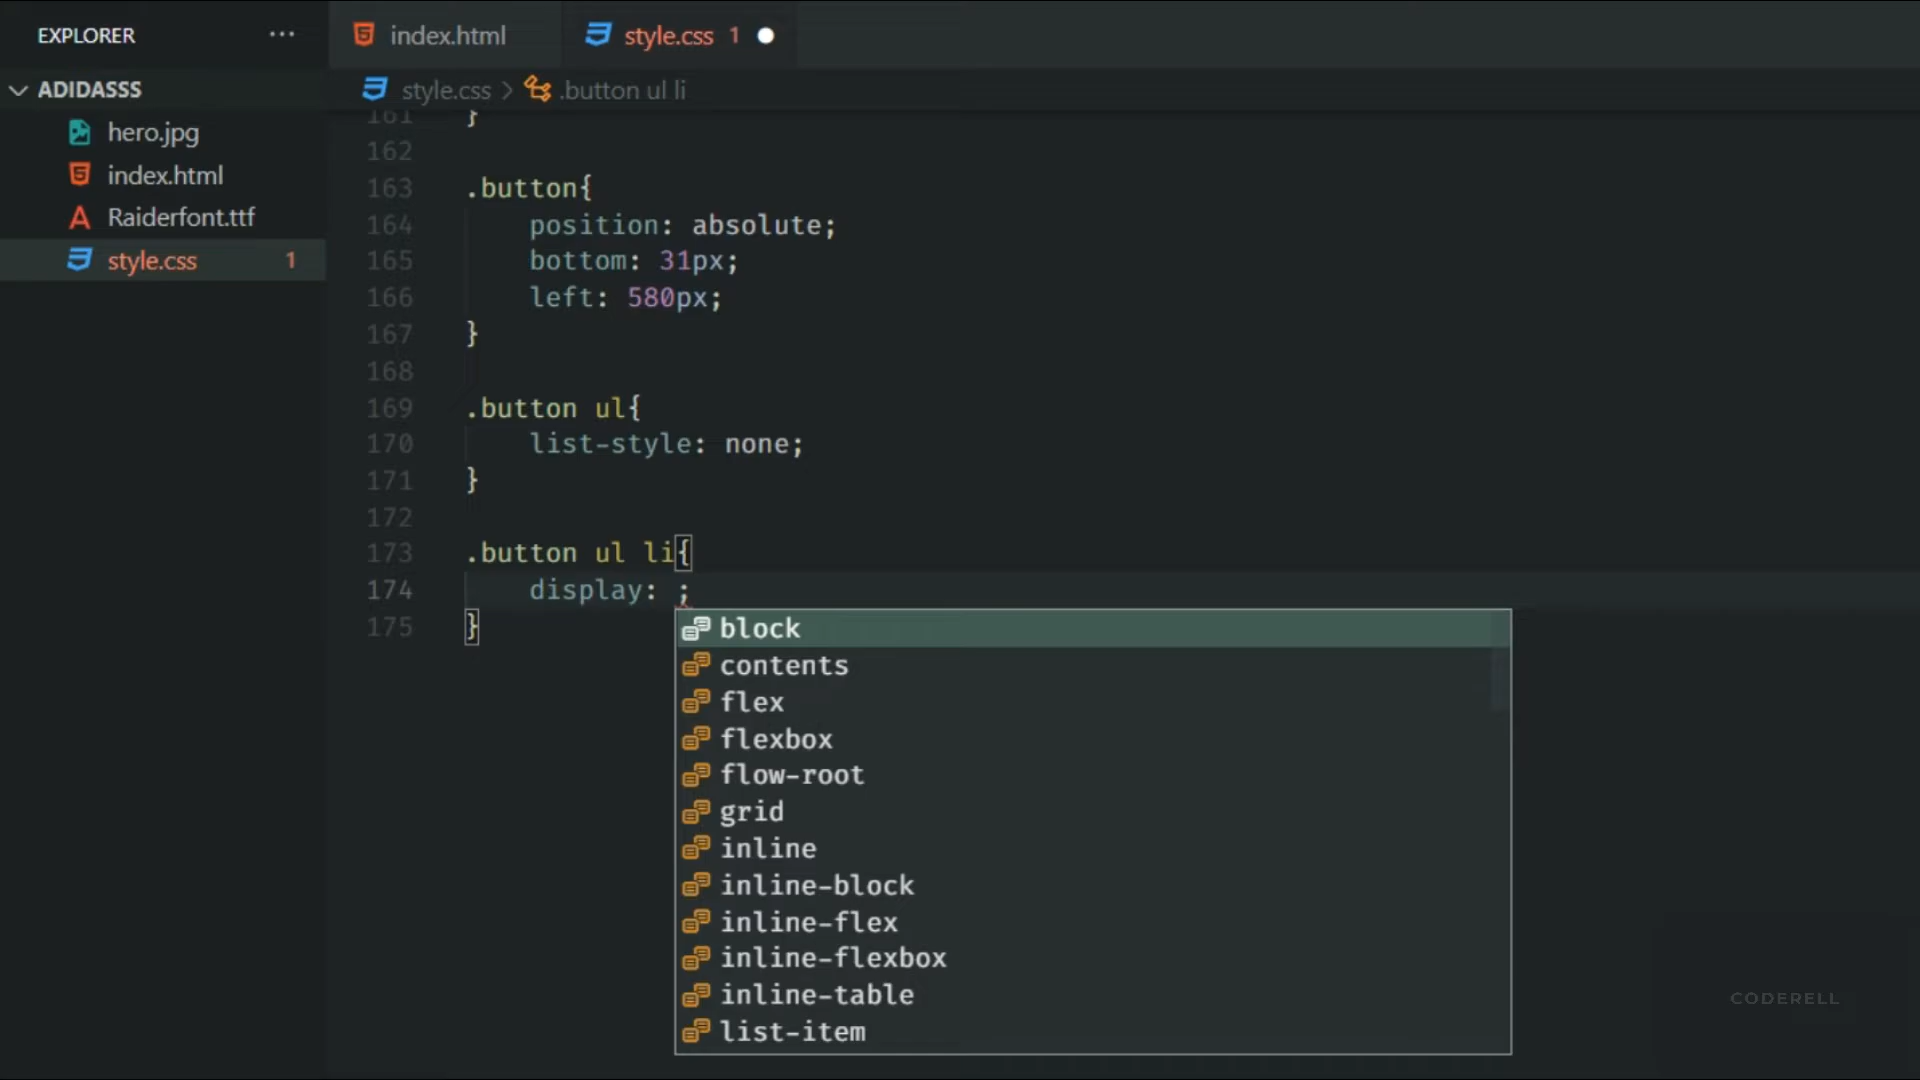 EXPLORER ···
index.html
style.css 1
ADIDASSS
hero.jpg
index.html
Raiderfont.ttf
style.css 1
style.css > .button ul li
161 }
162
163 .button{
164 position: absolute;
165 bottom: 31px;
166 left: 580px;
167 }
168
169 .button ul{
170 list-style: none;
171 }
172
173 .button ul li{
174 display: ;
175 }
block
contents
flex
flexbox
flow-root
grid
inline
inline-block
inline-flex
inline-flexbox
inline-table
list-item
CODERELL